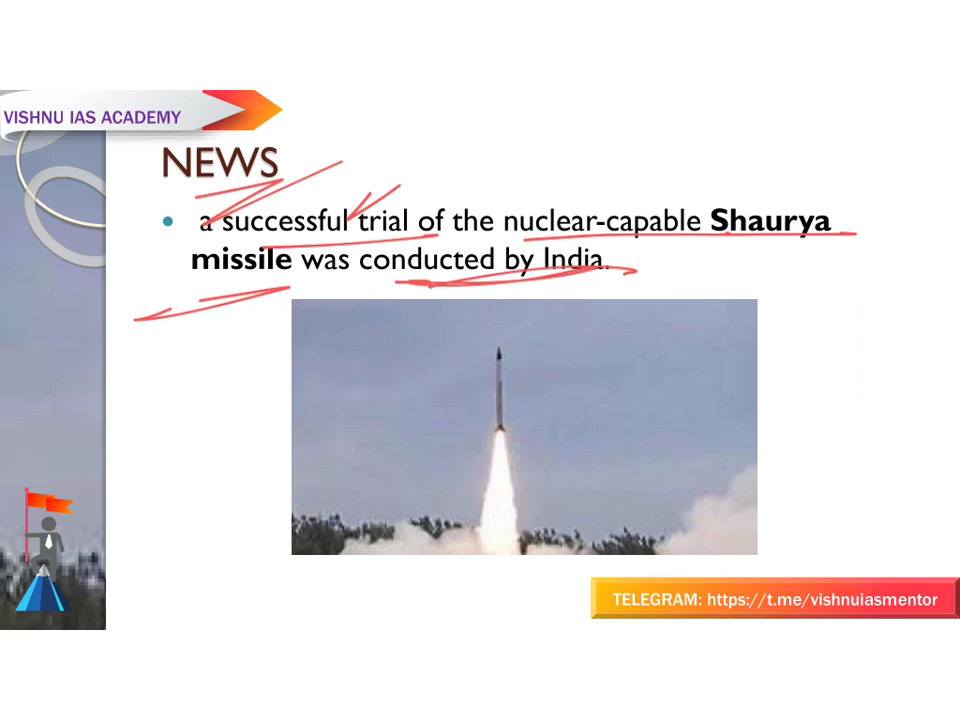 VISHNU IAS ACADEMY
NEWS
a successful trial of the nuclear-capable Shaurya
missile was conducted by India.
TELEGRAM: https://t.me/vishnuiasmentor